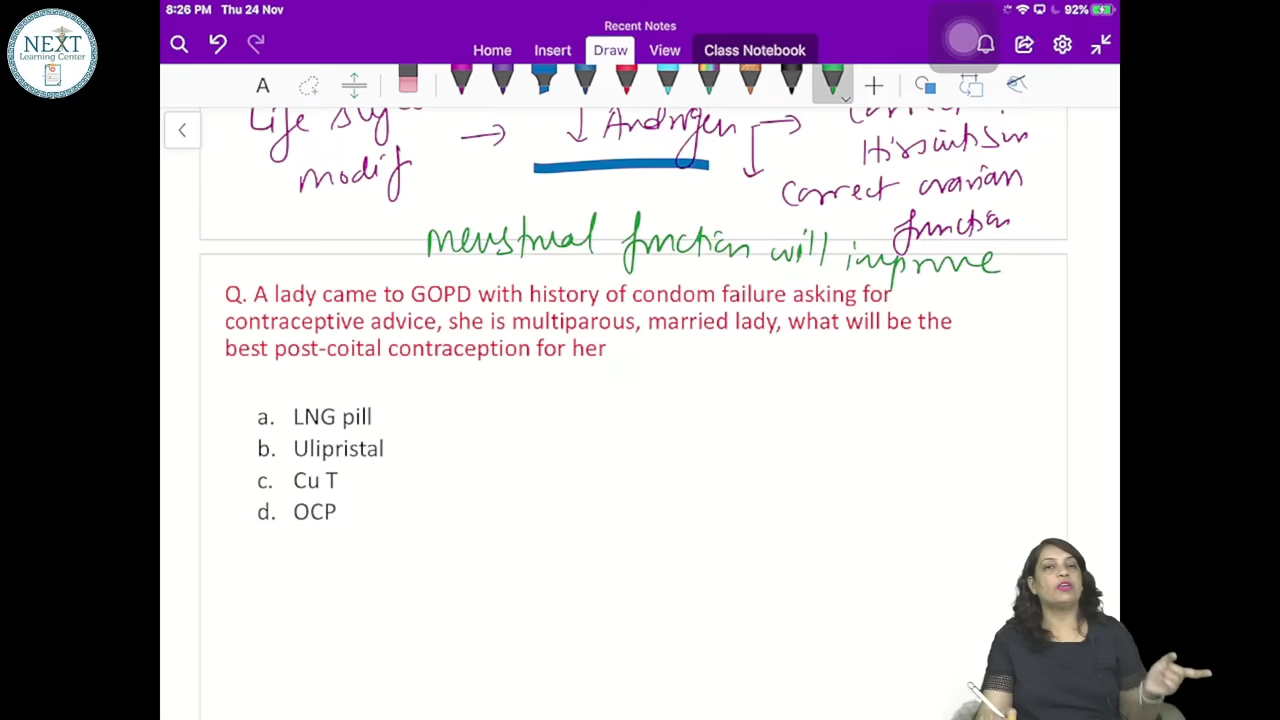 8:26 PM Thu 24 Nov
92%
Recent Notes
NEXT
Learning Center
Home Insert Draw View Class Notebook
A
Life
modif
→ ↓ Androgen →
Hirsuitism
Correct ovarian
function
menstrual function will improve
Q. A lady came to GOPD with history of condom failure asking for
contraceptive advice, she is multiparous, married lady, what will be the
best post-coital contraception for her
a. LNG pill
b. Ulipristal
c. Cu T
d. OCP